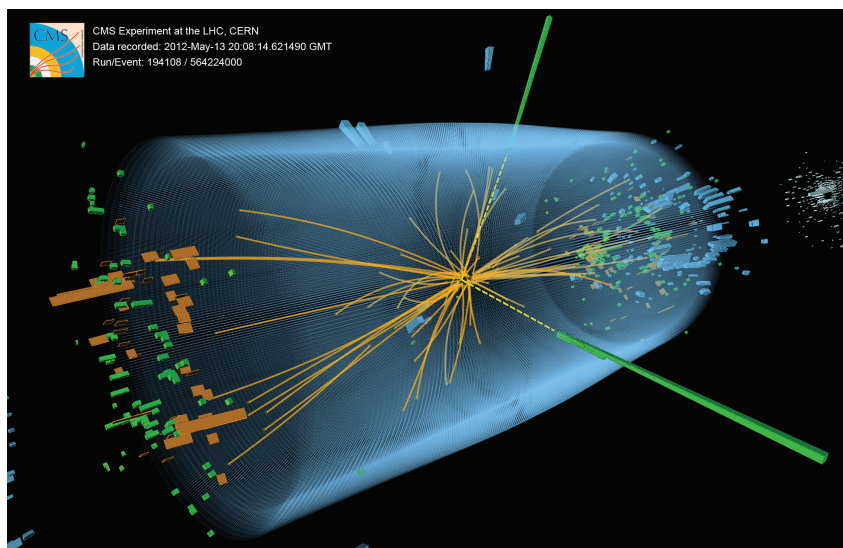 CMS
CMS Experiment at the LHC, CERN
Data recorded: 2012-May-13 20:08:14.621490 GMT
Run/Event: 194108 / 564224000